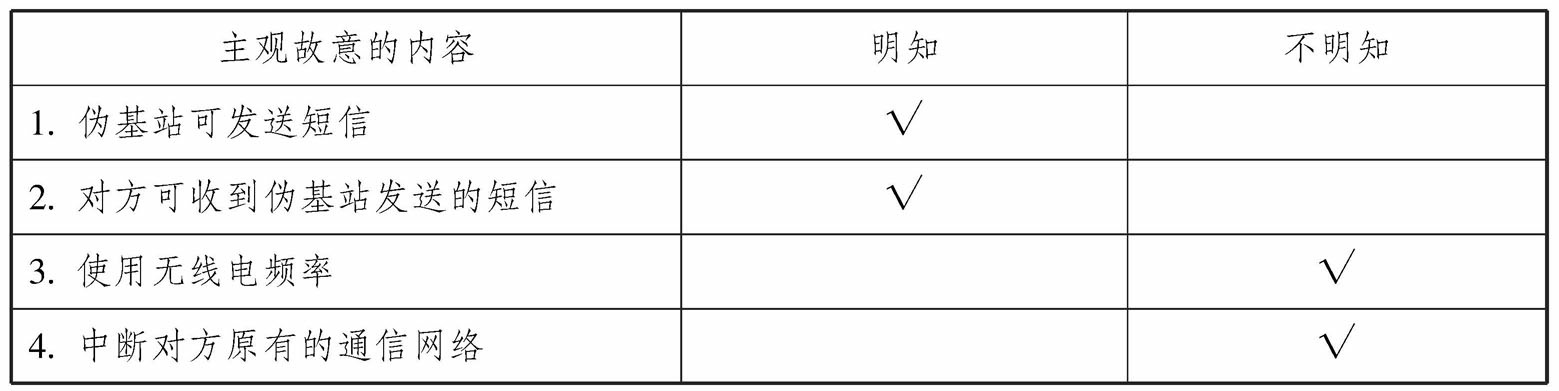 主观故意的内容 明知 不明知
1. 伪基站可发送短信 √
2. 对方可收到伪基站发送的短信 √
3. 使用无线电频率 √
4. 中断对方原有的通信网络 √